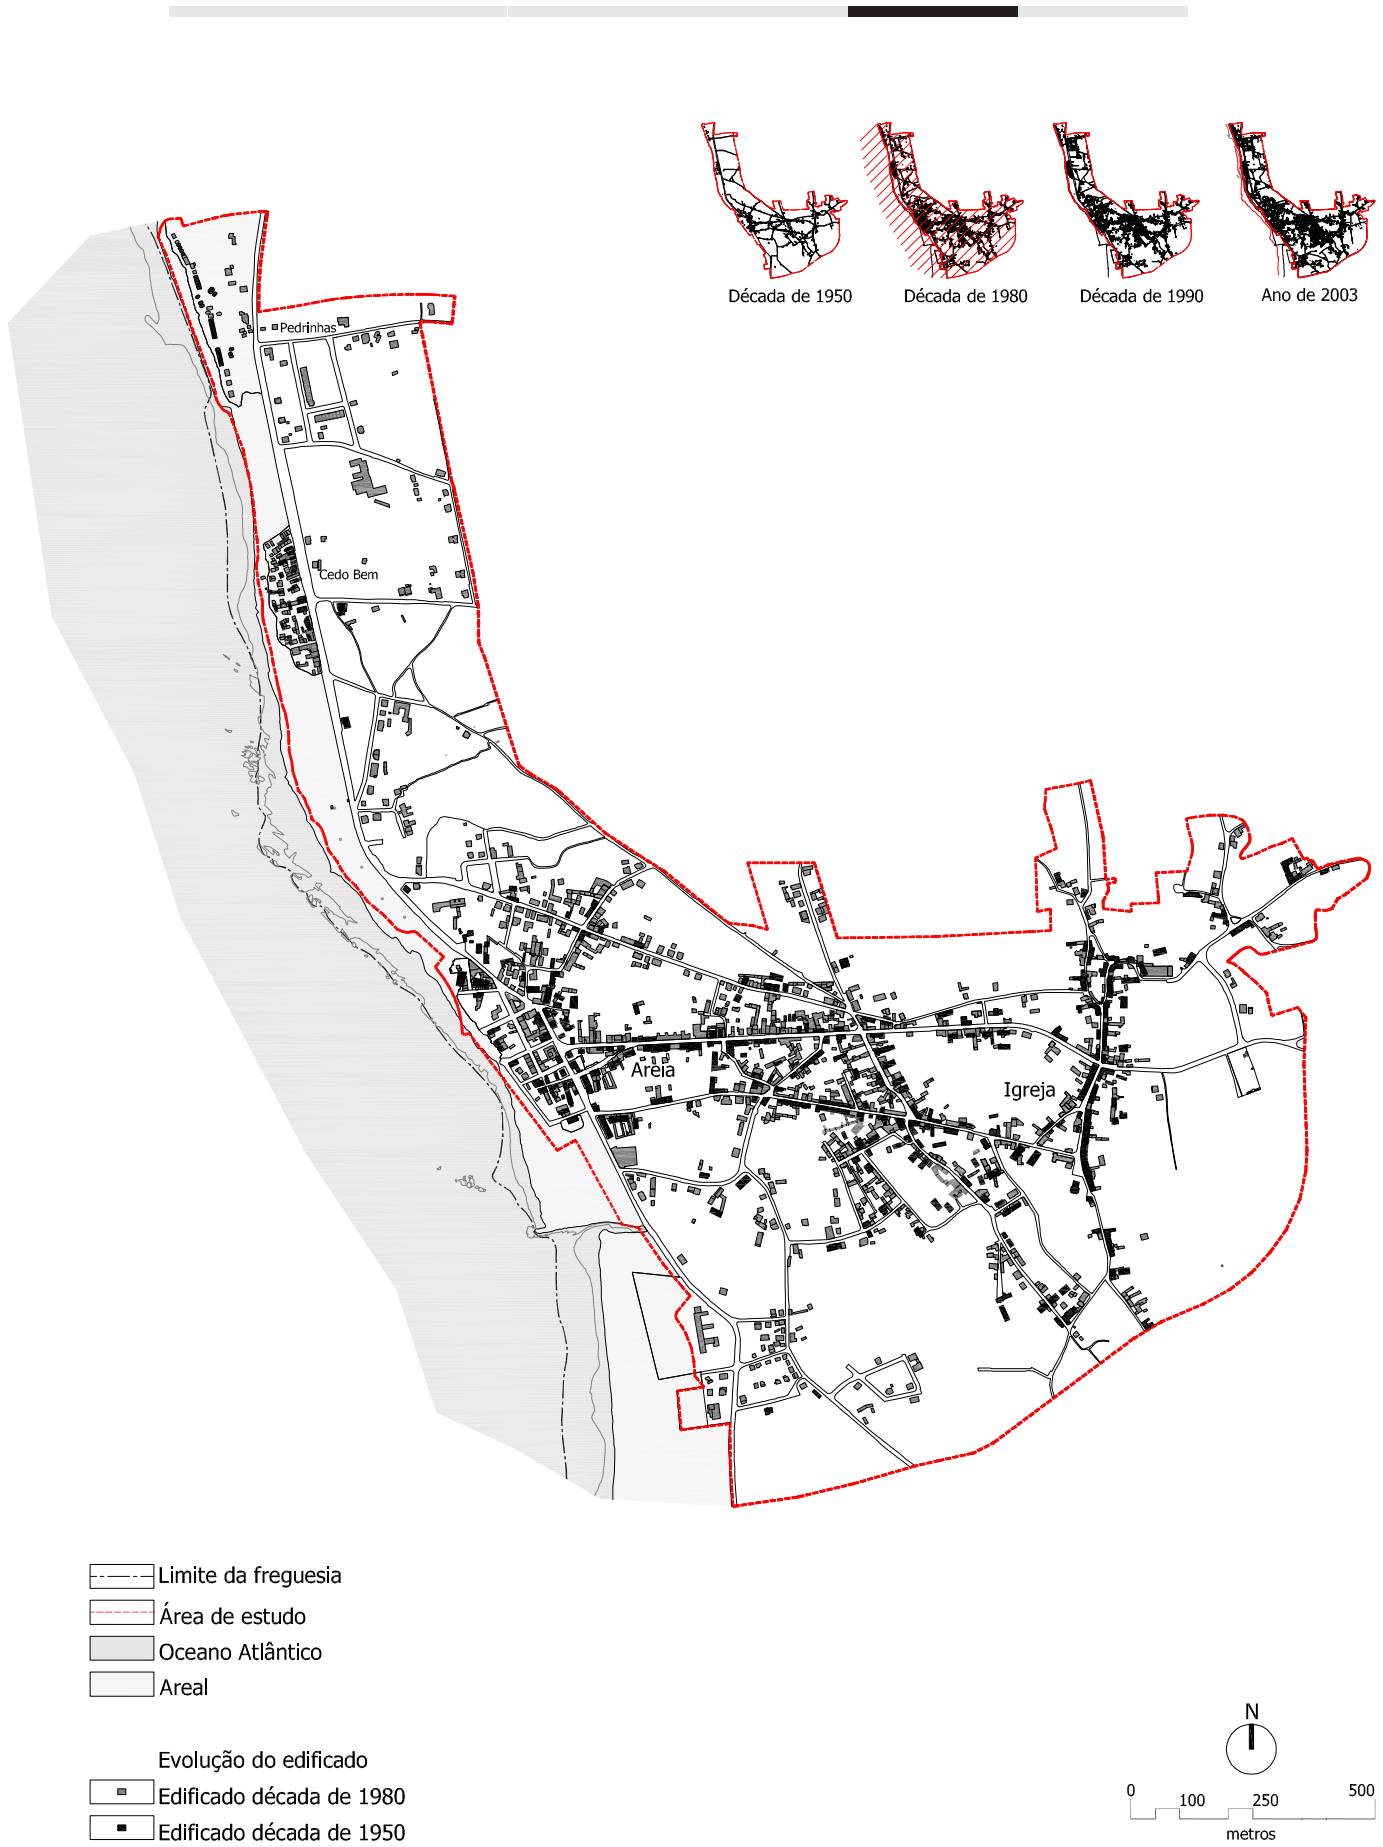 Década de 1950
Década de 1980
Década de 1990
Ano de 2003
Pedrinhas
Cedo Bem
Areia
Igreja
Limite da freguesia
Área de estudo
Oceano Atlântico
Areal
Evolução do edificado
Edificado década de 1980
Edificado década de 1950
N
0 100 250 500
metros